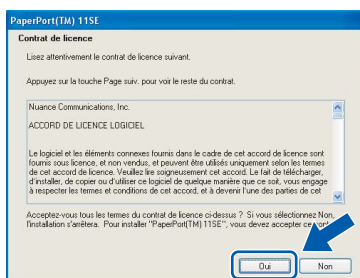 PaperPort(TM) 11SE
Contrat de licence
Lisez attentivement le contrat de licence suivant.
Appuyez sur la touche Page suiv. pour voir le reste du contrat.
Nuance Communications, Inc.
ACCORD DE LICENCE LOGICIEL
Le logiciel et les éléments connexes fournis dans le cadre de cet accord de licence sont
fournis sous licence, et non vendus, et peuvent être utilisés uniquement selon les termes
de cet accord de licence. Veuillez lire soigneusement cet accord. Le fait de télécharger,
d'installer, de copier ou d'utiliser ce logiciel de quelque manière que ce soit, vous engage
à respecter les termes et conditions de cet accord, et à devenir l'une des parties de cet
Acceptez-vous tous les termes du contrat de licence ci-dessus ? Si vous sélectionnez Non,
l'installation s'arrêtera. Pour installer "PaperPort(TM) 11SE", vous devez accepter ce
Oui
Non